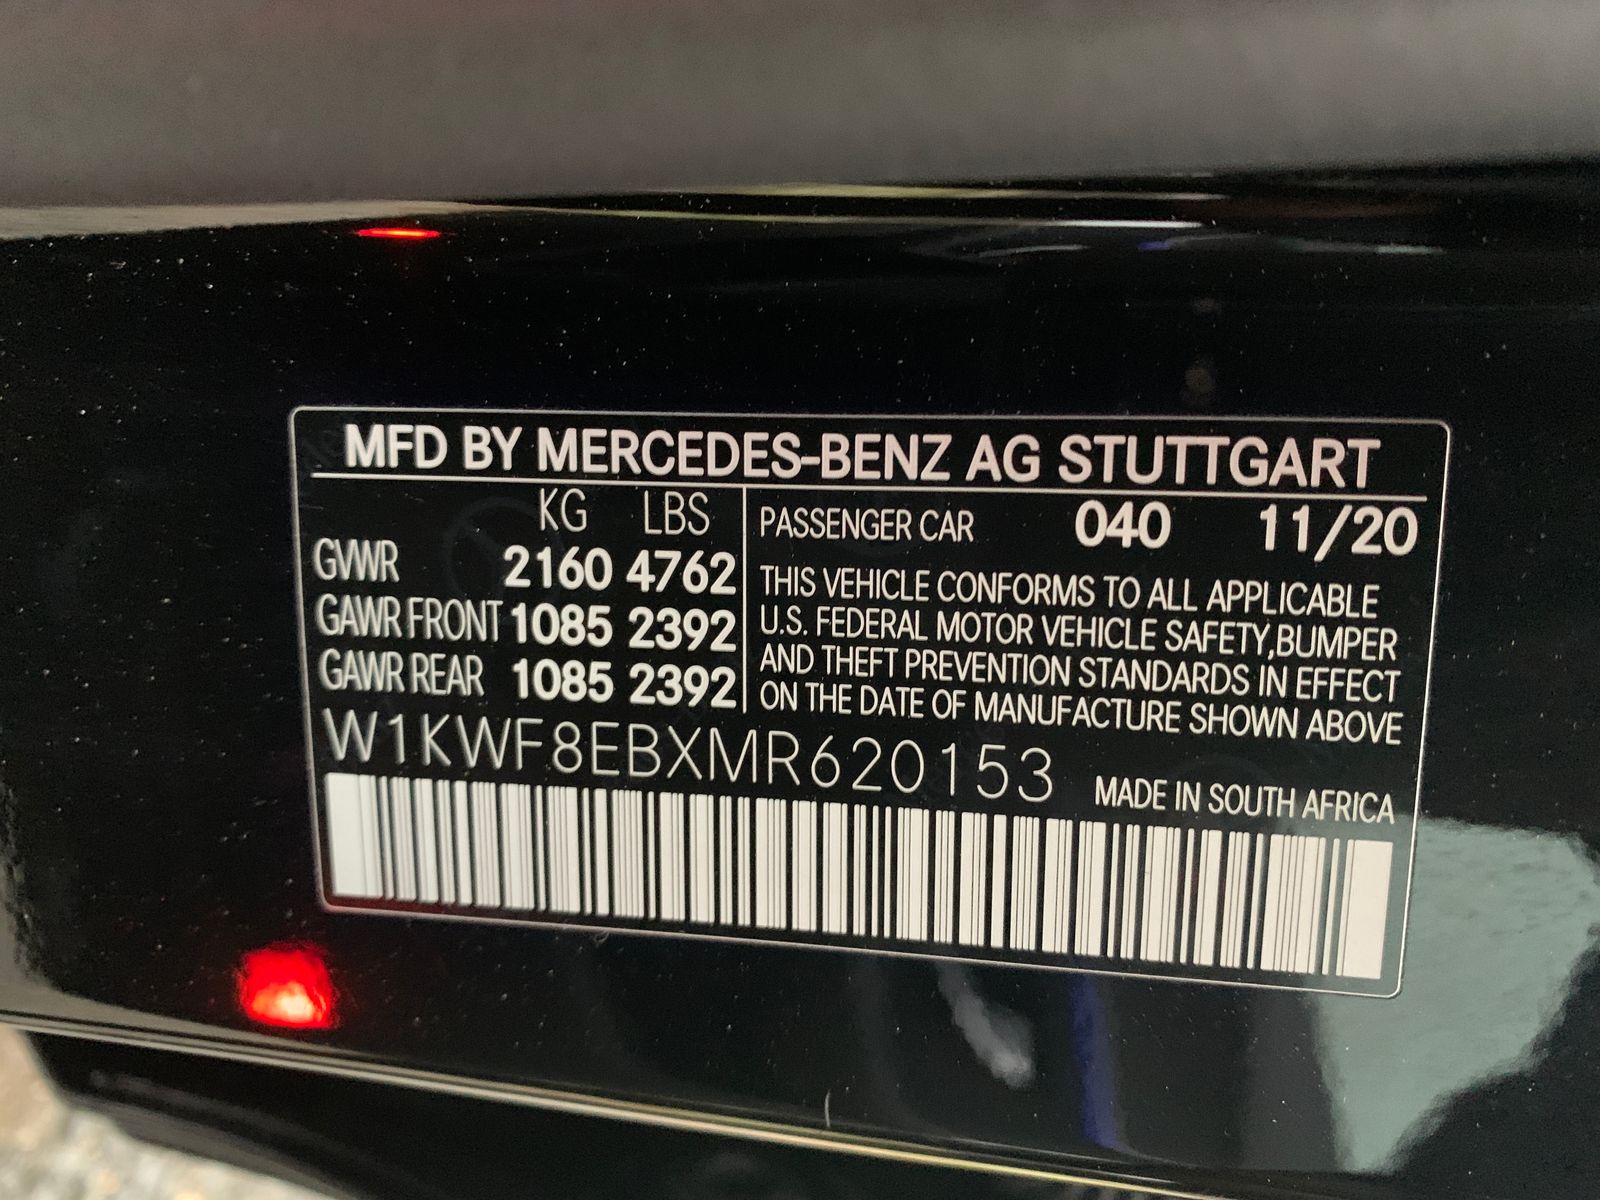 MFD BY MERCEDES-BENZ AG STUTTGART
KG LBS
GVWR 2160 4762
GAWR FRONT 1085 2392
GAWR REAR 1085 2392
PASSENGER CAR 040 11/20
THIS VEHICLE CONFORMS TO ALL APPLICABLE
U.S. FEDERAL MOTOR VEHICLE SAFETY,BUMPER
AND THEFT PREVENTION STANDARDS IN EFFECT
ON THE DATE OF MANUFACTURE SHOWN ABOVE
W1KWF8EBXMR620153
MADE IN SOUTH AFRICA